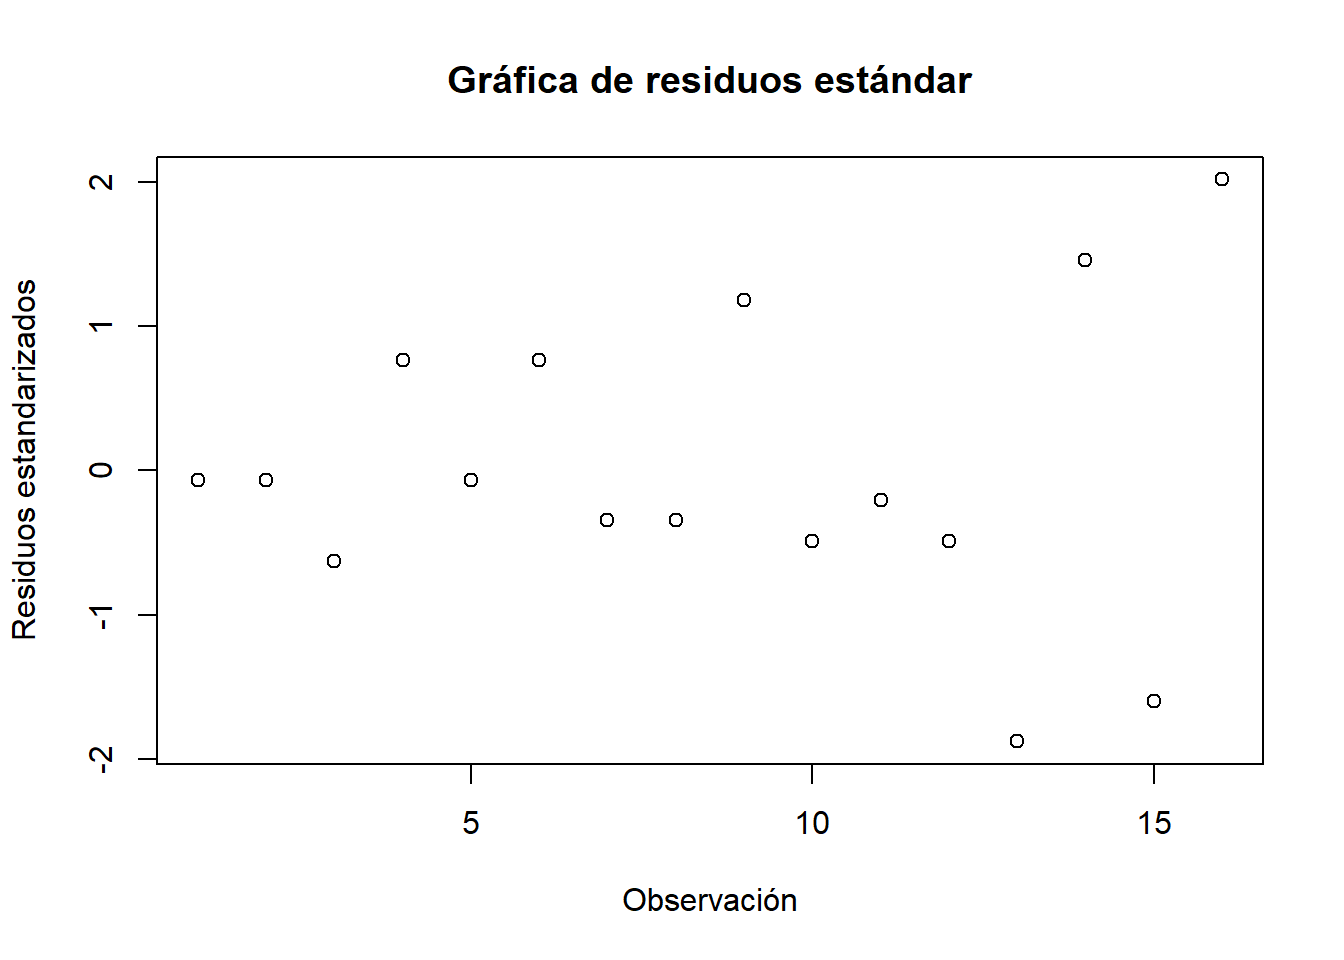 Gráfica de residuos estándar
Residuos estandarizados
2
1
0
-1
-2
5
10
15
Observación